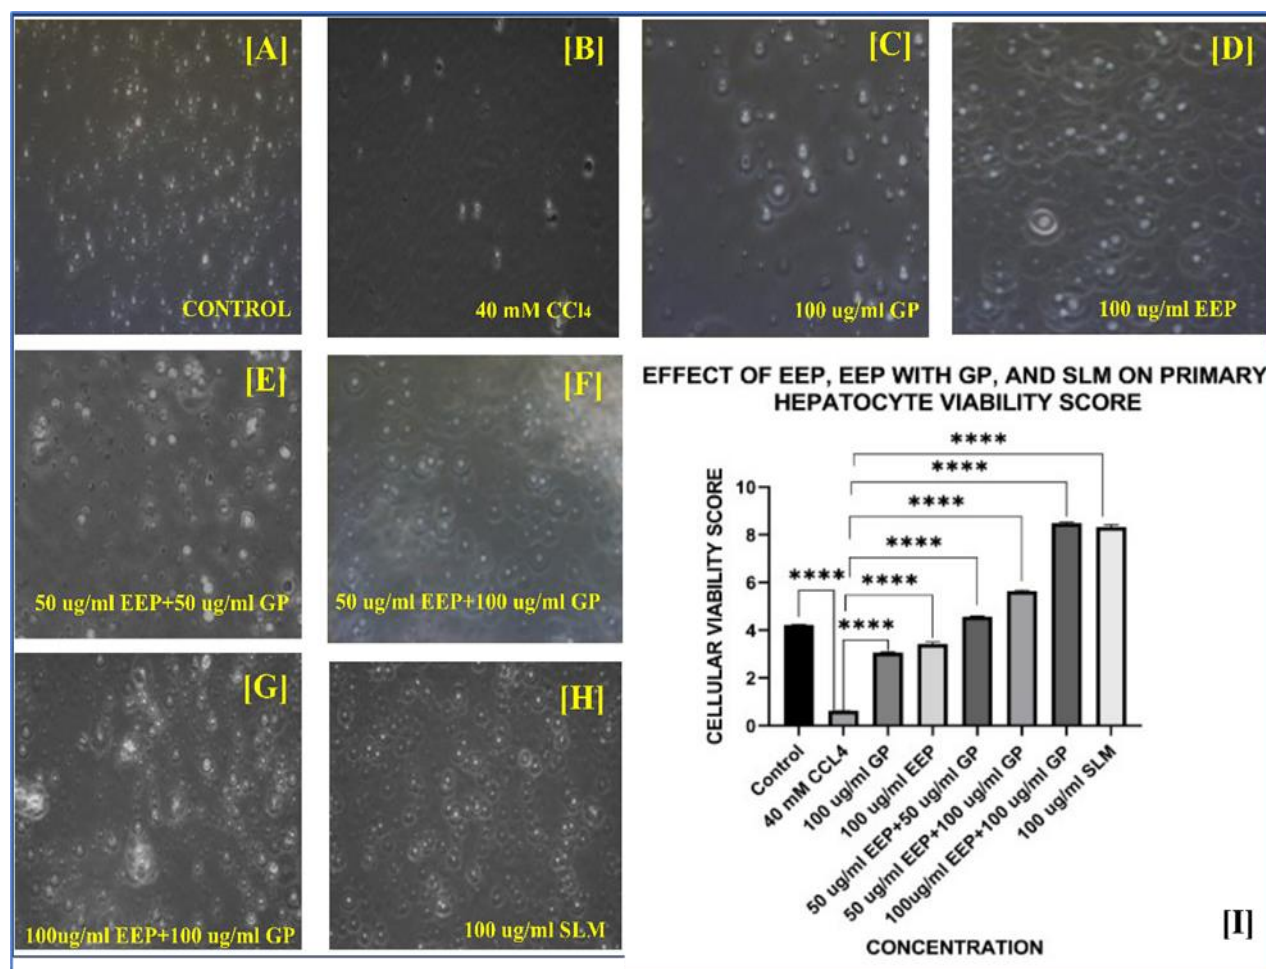 [A]
CONTROL
[B]
40 mM CCl₄
[C]
100 ug/ml GP
[D]
100 ug/ml EEP
[E]
50 ug/ml EEP+50 ug/ml GP
[F]
50 ug/ml EEP+100 ug/ml GP
[G]
100ug/ml EEP+100 ug/ml GP
[H]
100 ug/ml SLM
EFFECT OF EEP, EEP WITH GP, AND SLM ON PRIMARY
HEPATOCYTE VIABILITY SCORE
****
****
****
****
****
****
****
CELLULAR VIABILITY SCORE
10
8
6
4
2
0
Control
40 mM CCL4
100 ug/ml GP
100 ug/ml EEP
50 ug/ml EEP+50 ug/ml GP
50 ug/ml EEP+100 ug/ml GP
100ug/ml EEP+100 ug/ml GP
100 ug/ml SLM
CONCENTRATION
[I]